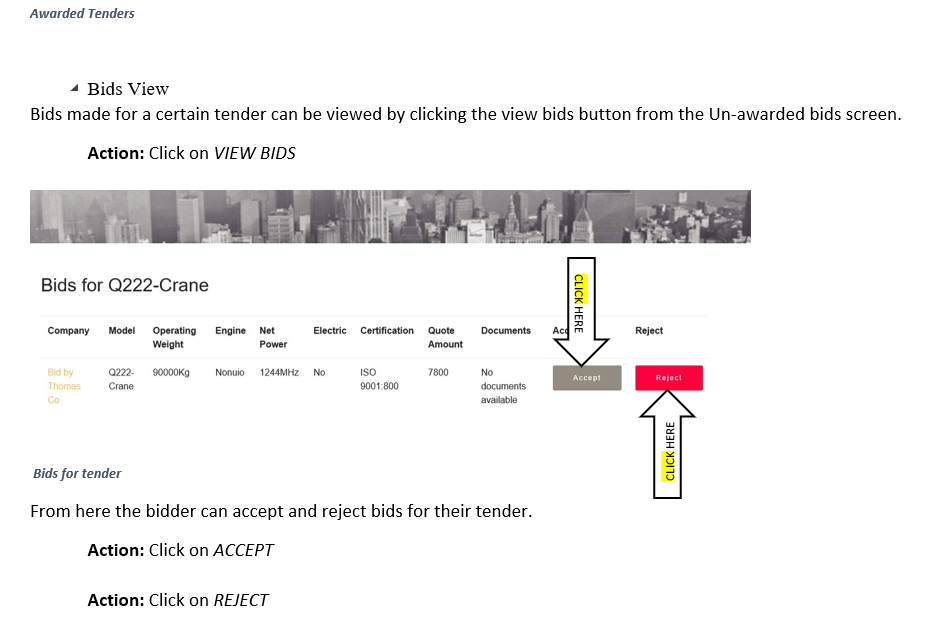 Awarded Tenders
Bids View
Bids made for a certain tender can be viewed by clicking the view bids button from the Un-awarded bids screen.
Action: Click on VIEW BIDS
Bids for Q222-Crane
CLICK HERE
Company Model Operating Engine Net Electric Certification Quote Documents Reject
Weight Power Amount
Bid by Q222- 90000Kg Nonuio 1244MHz No ISO 7800 No Accept Reject
Thomas Crane 9001:800 documents
Co available
CLICK HERE
Bids for tender
From here the bidder can accept and reject bids for their tender.
Action: Click on ACCEPT
Action: Click on REJECT